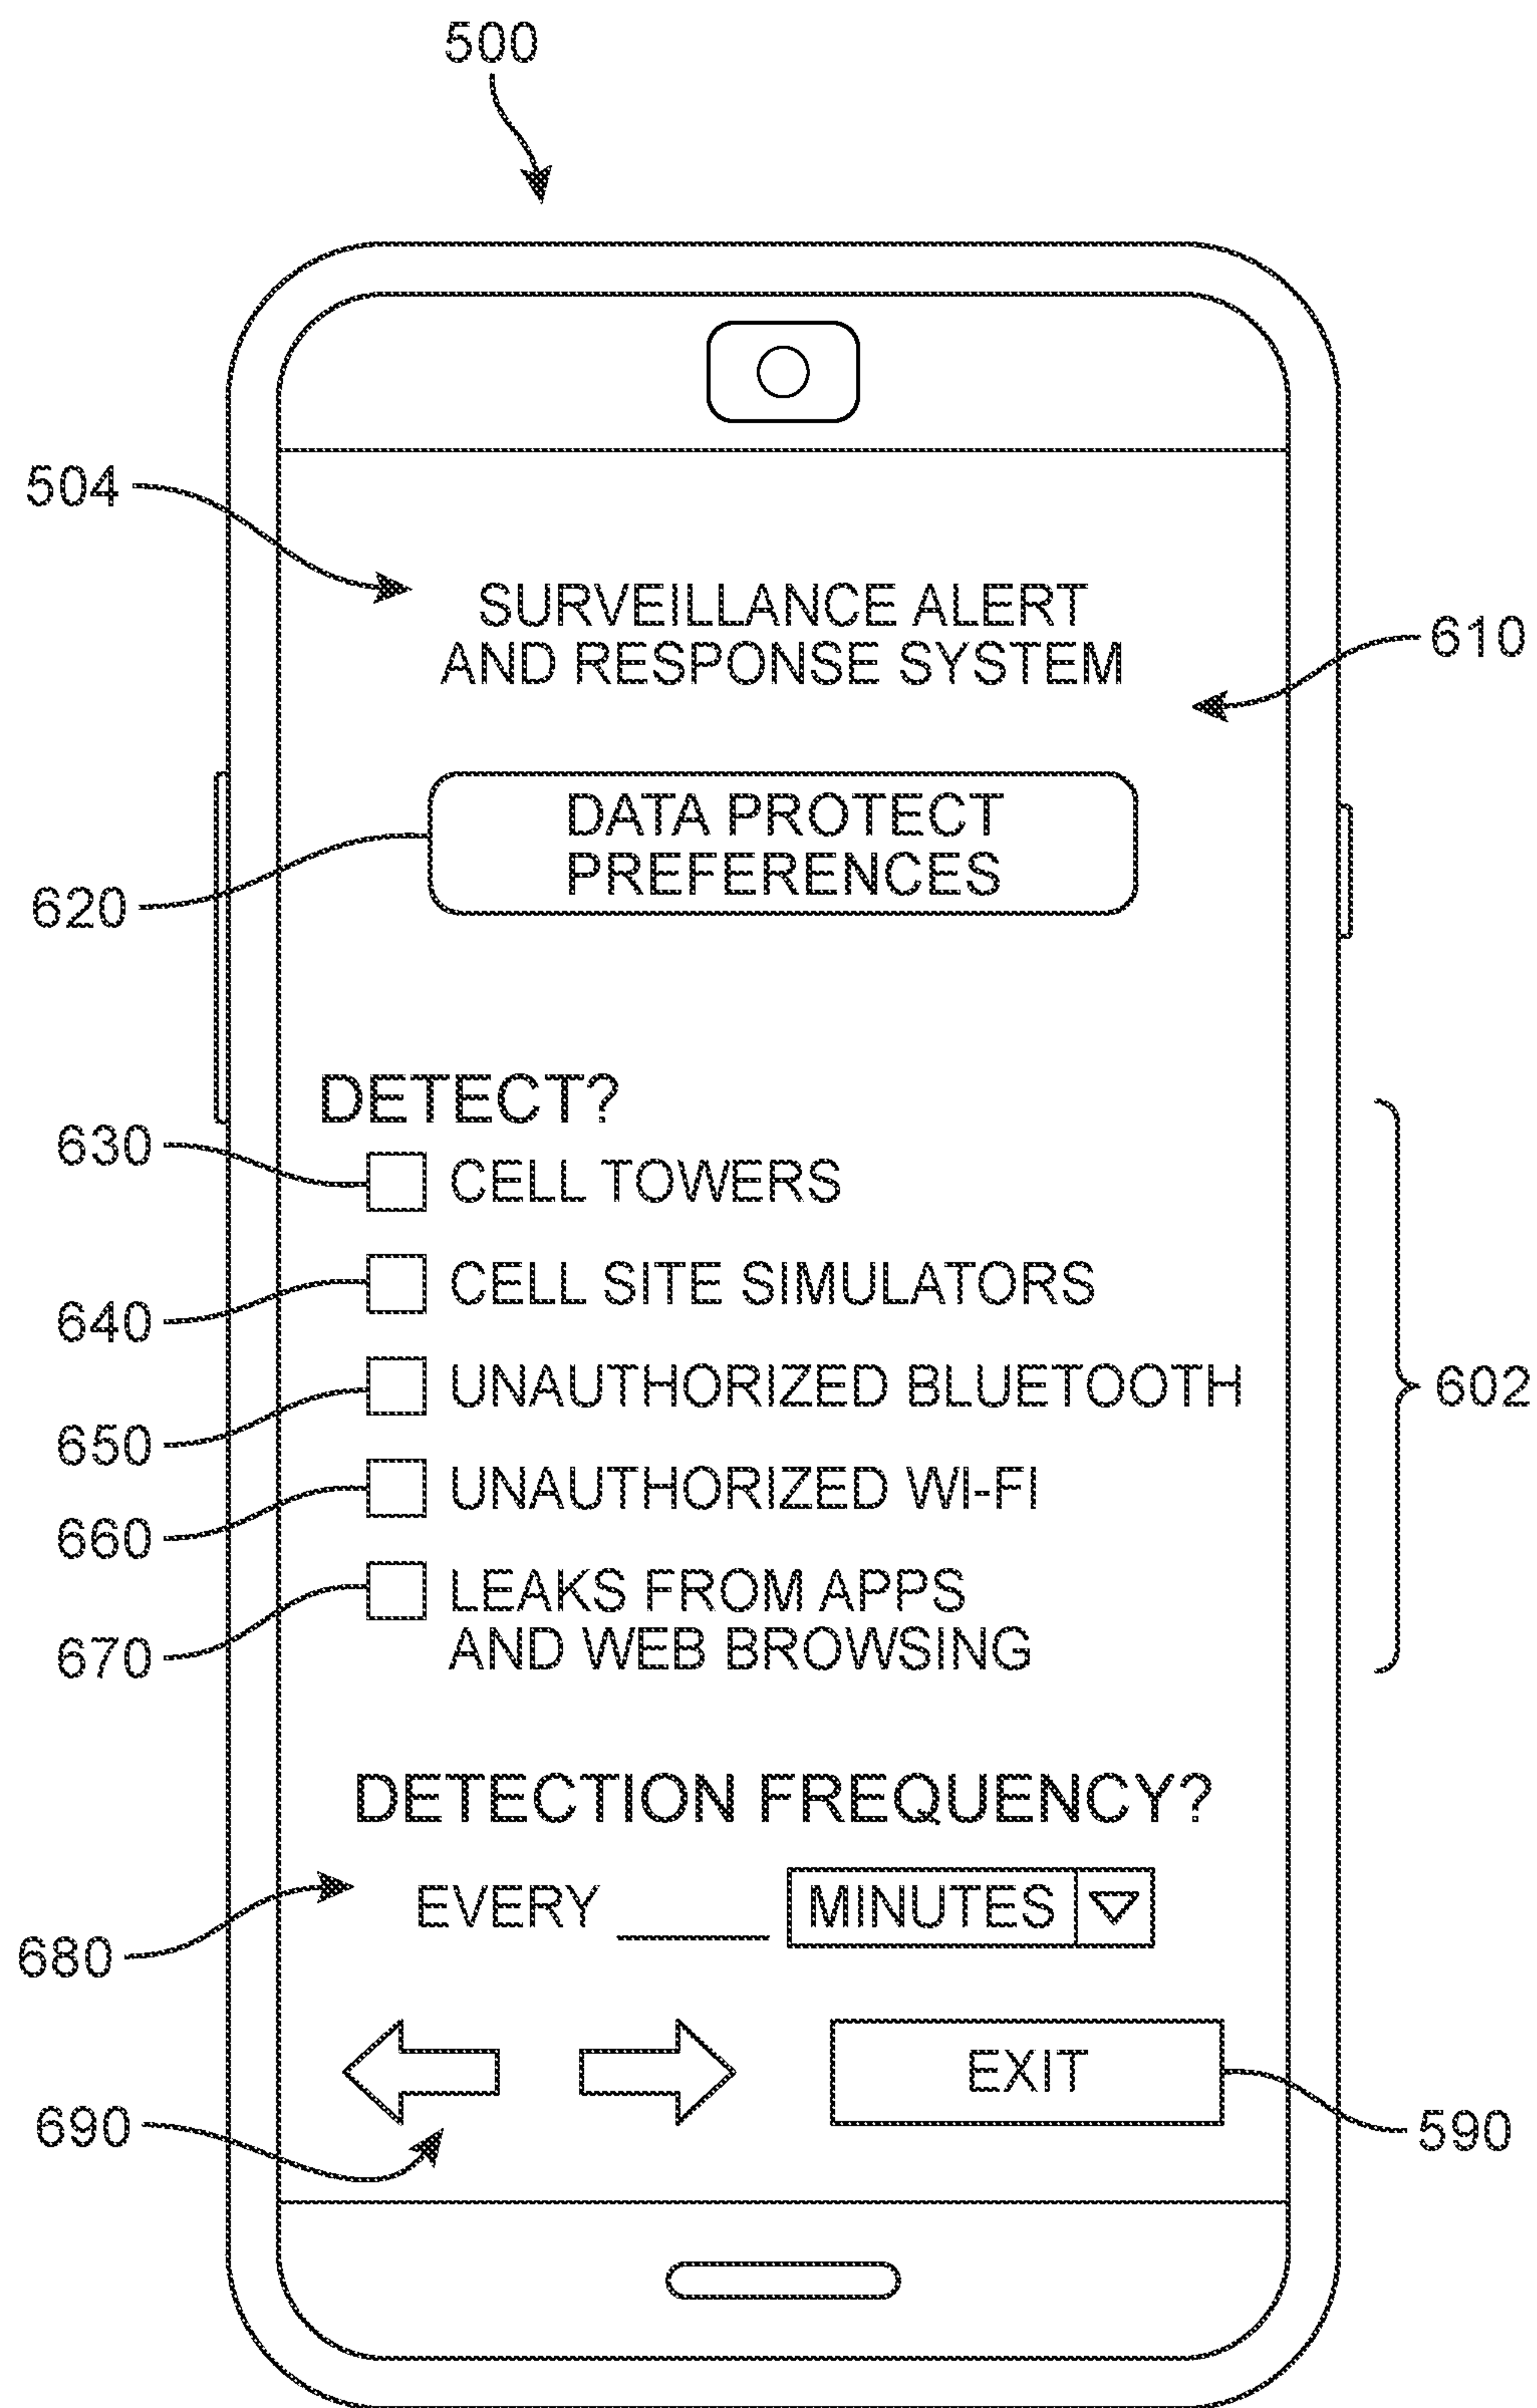 500
504
SURVEILLANCE ALERT
AND RESPONSE SYSTEM
610
DATA PROTECT
PREFERENCES
620
DETECT?
630
CELL TOWERS
640
CELL SITE SIMULATORS
650
UNAUTHORIZED BLUETOOTH
602
660
UNAUTHORIZED WI-FI
670
LEAKS FROM APPS
AND WEB BROWSING
DETECTION FREQUENCY?
680
EVERY ____ MINUTES
690
EXIT
590